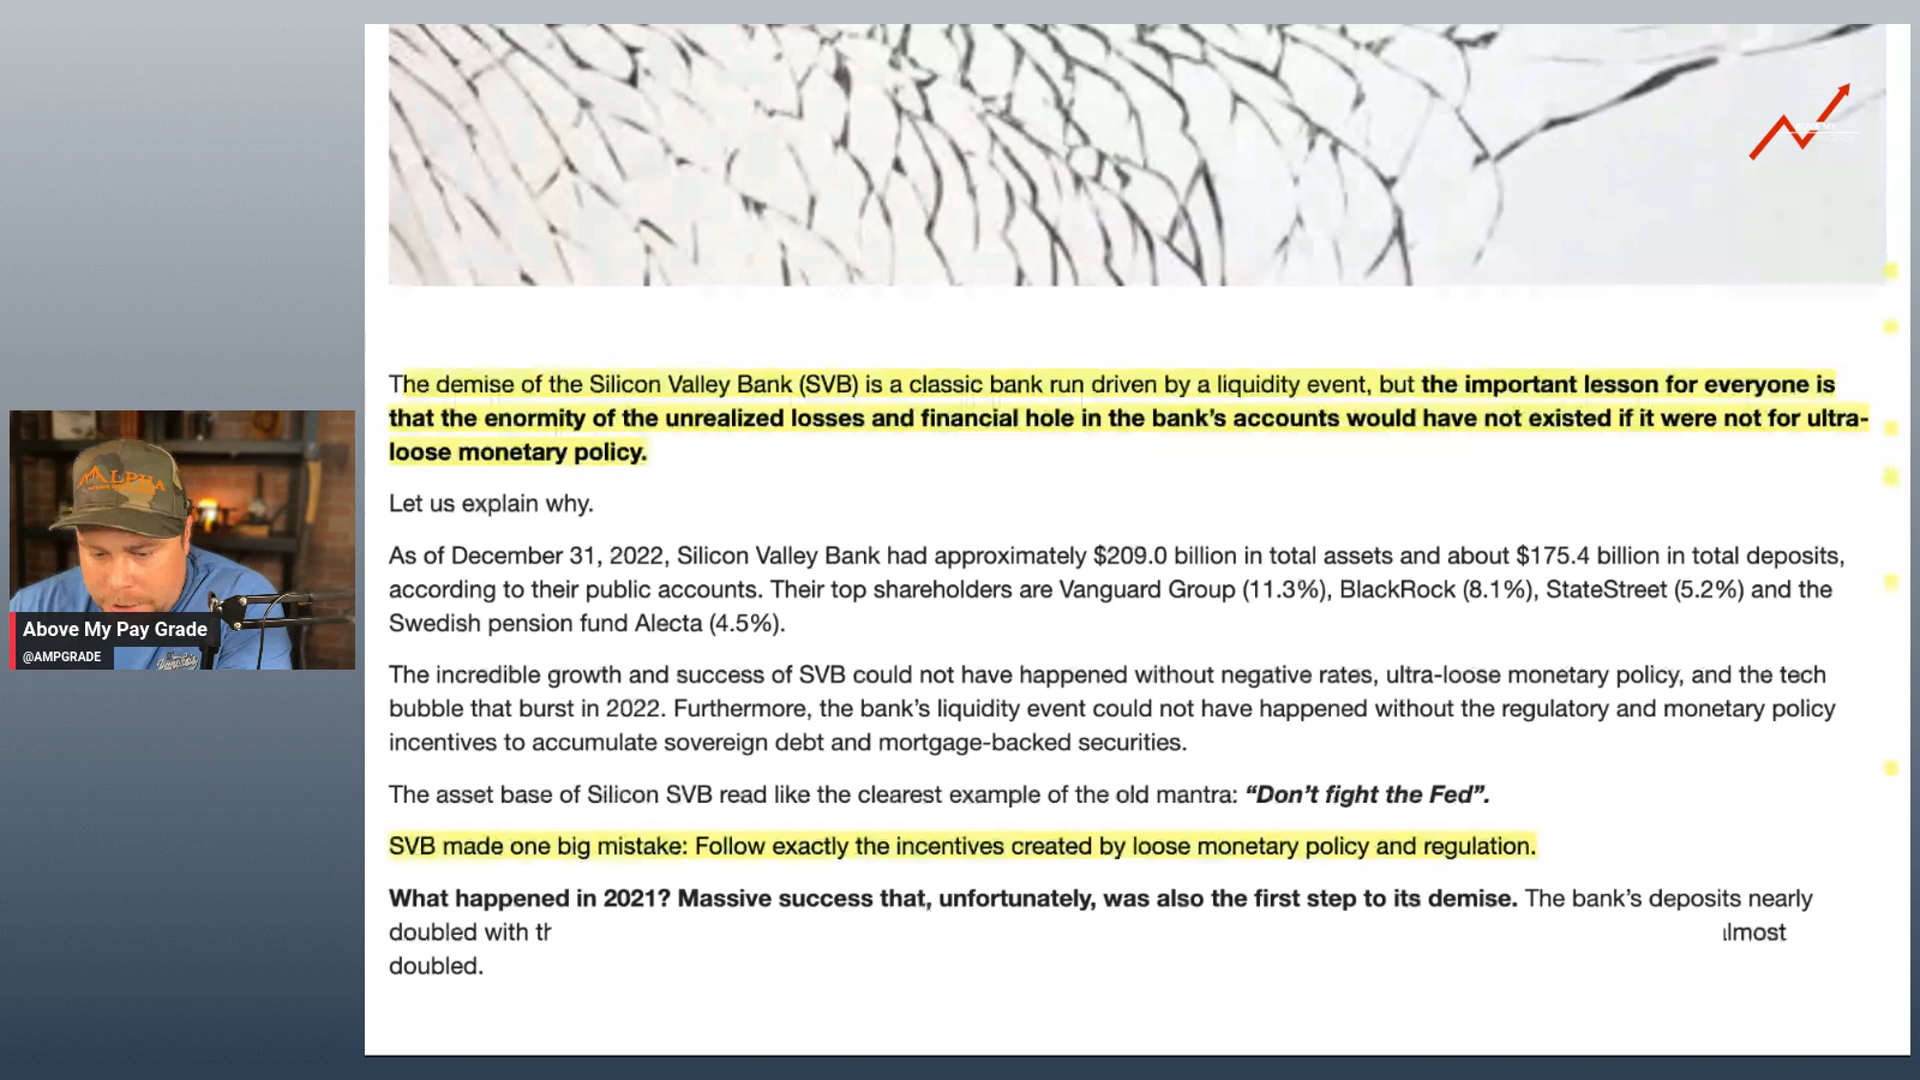 The demise of the Silicon Valley Bank (SVB) is a classic bank run driven by a liquidity event, but the important lesson for everyone is
that the enormity of the unrealized losses and financial hole in the bank’s accounts would have not existed if it were not for ultra-
loose monetary policy.
Let us explain why.
As of December 31, 2022, Silicon Valley Bank had approximately $209.0 billion in total assets and about $175.4 billion in total deposits,
according to their public accounts. Their top shareholders are Vanguard Group (11.3%), BlackRock (8.1%), StateStreet (5.2%) and the
Swedish pension fund Alecta (4.5%).
The incredible growth and success of SVB could not have happened without negative rates, ultra-loose monetary policy, and the tech
bubble that burst in 2022. Furthermore, the bank’s liquidity event could not have happened without the regulatory and monetary policy
incentives to accumulate sovereign debt and mortgage-backed securities.
The asset base of Silicon SVB read like the clearest example of the old mantra: “Don’t fight the Fed”.
SVB made one big mistake: Follow exactly the incentives created by loose monetary policy and regulation.
What happened in 2021? Massive success that, unfortunately, was also the first step to its demise. The bank’s deposits nearly
doubled with
doubled.
ALPHA
Above My Pay Grade
@AMPGRADE